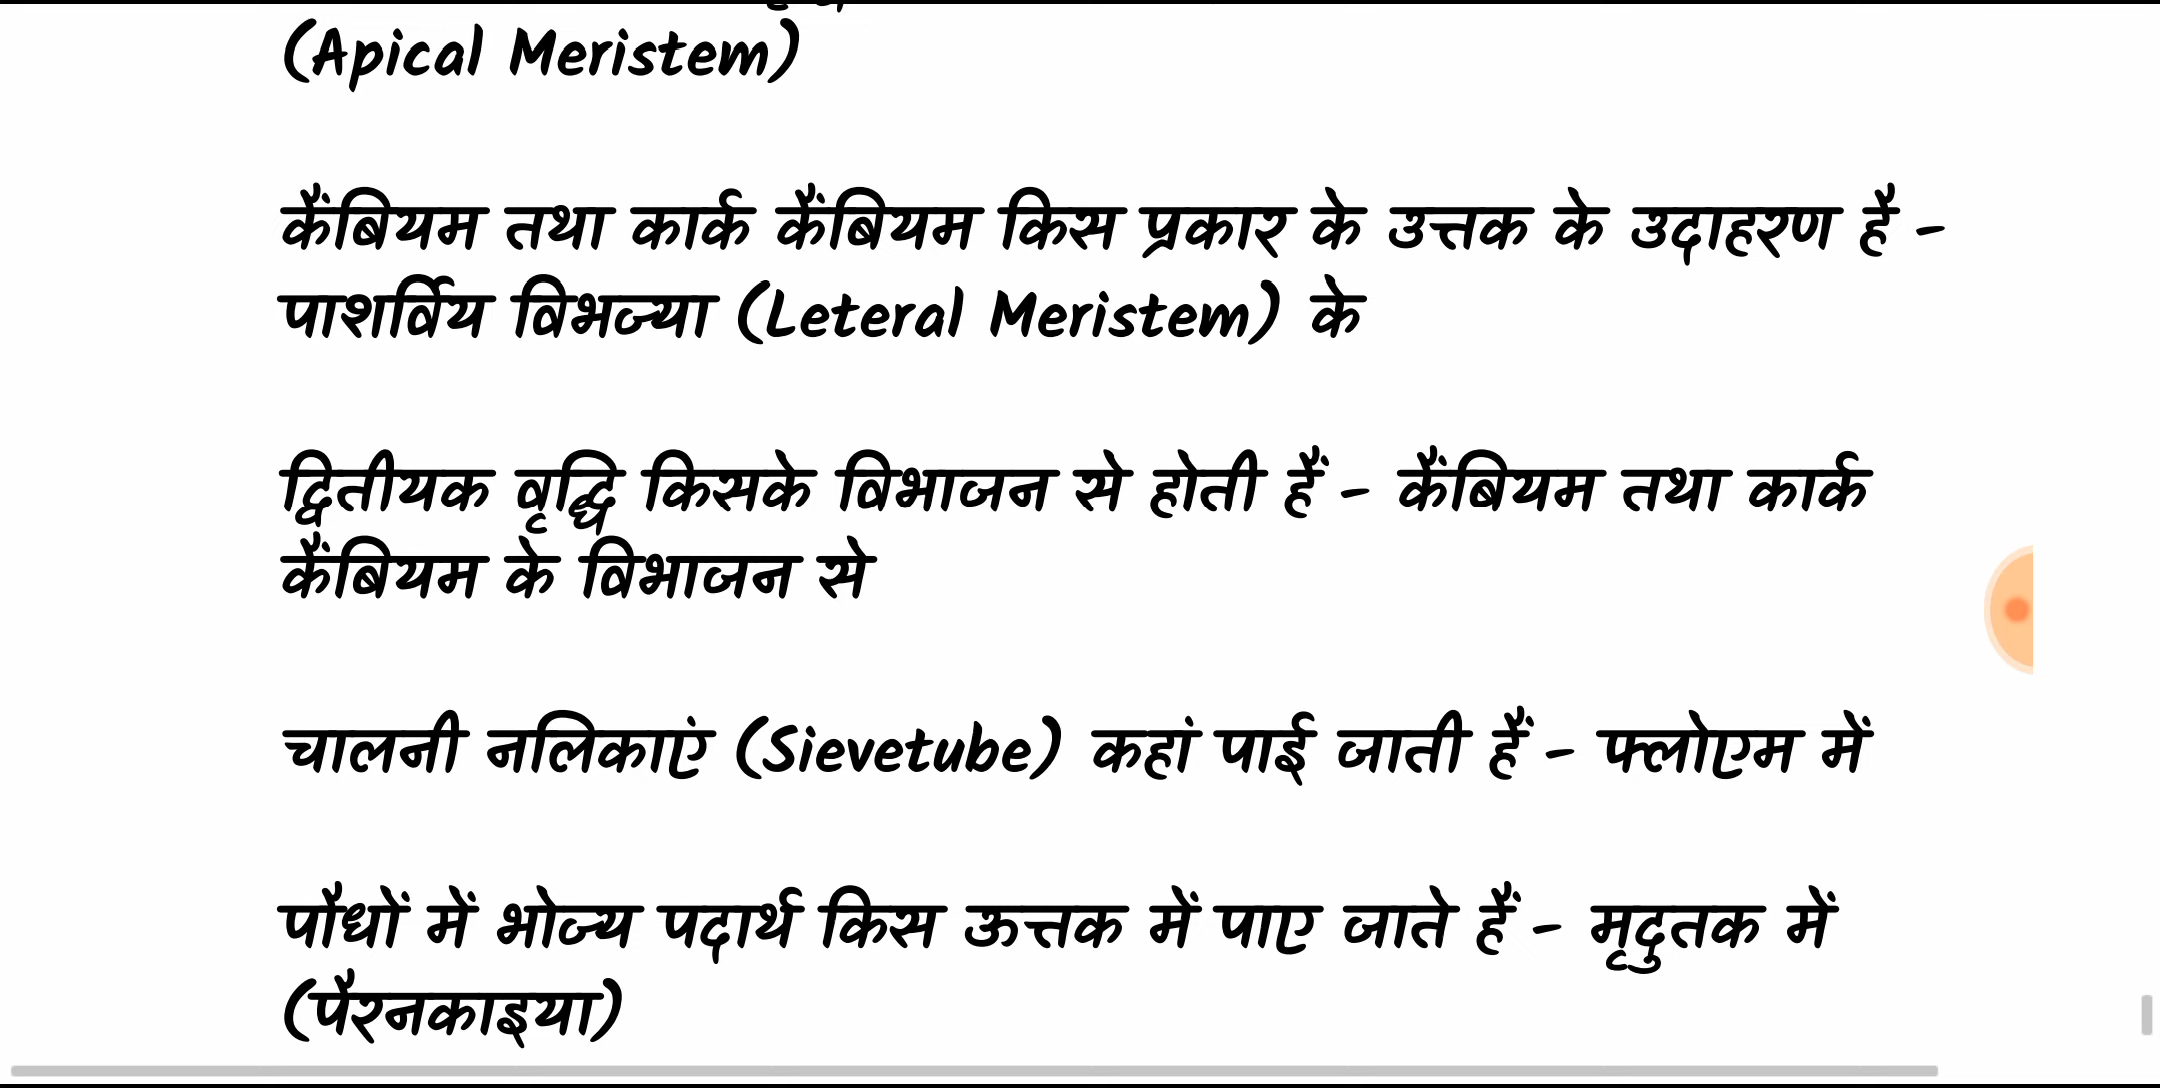 (Apical Meristem)
कैंबियम तथा कार्क कैंबियम किस प्रकार के उत्तक के उदाहरण है -
पाशर्विय विभज्या (Leteral Meristem) के
द्वितीयक वृद्धि किसके विभाजन से होती हैं - कैंबियम तथा कार्क
कैंबियम के विभाजन से
चालनी नलिकाएं (Sievetube) कहां पाई जाती हैं - फ्लोएम में
पौधों में भोज्य पदार्थ किस ऊत्तक में पाए जाते हैं - मृदुतक में
(पैरनकाइया)